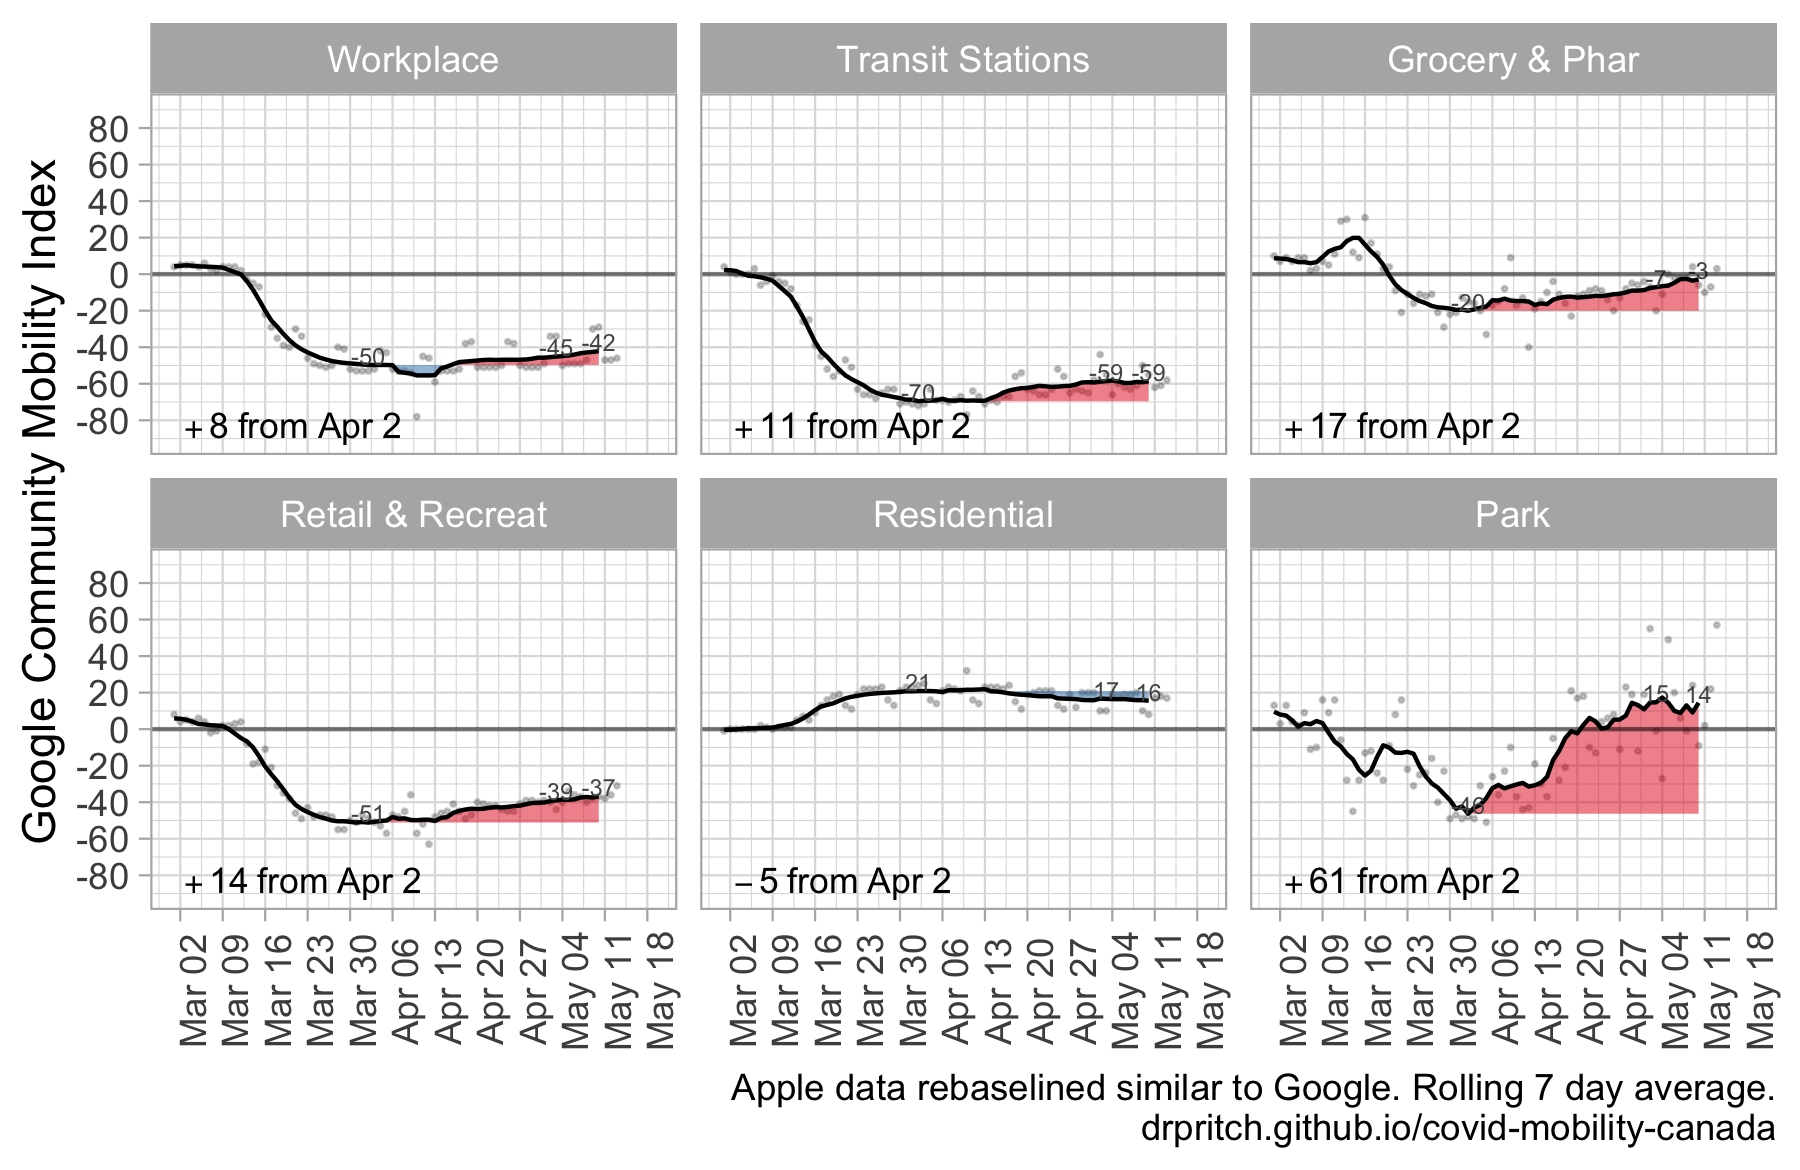 Google Community Mobility Index
Workplace
Transit Stations
Grocery & Phar
80
60
40
20
0
-20
-40
-60
-80
-50
-45
-42
+ 8 from Apr 2
-70
-59
-59
+ 11 from Apr 2
-20
-7
-3
+ 17 from Apr 2
Retail & Recreat
Residential
Park
80
60
40
20
0
-20
-40
-60
-80
-51
-39
-37
+ 14 from Apr 2
21
17
16
– 5 from Apr 2
-46
15
14
+ 61 from Apr 2
Mar 02
Mar 09
Mar 16
Mar 23
Mar 30
Apr 06
Apr 13
Apr 20
Apr 27
May 04
May 11
May 18
Mar 02
Mar 09
Mar 16
Mar 23
Mar 30
Apr 06
Apr 13
Apr 20
Apr 27
May 04
May 11
May 18
Mar 02
Mar 09
Mar 16
Mar 23
Mar 30
Apr 06
Apr 13
Apr 20
Apr 27
May 04
May 11
May 18
Apple data rebaselined similar to Google. Rolling 7 day average.
drpritch.github.io/covid-mobility-canada